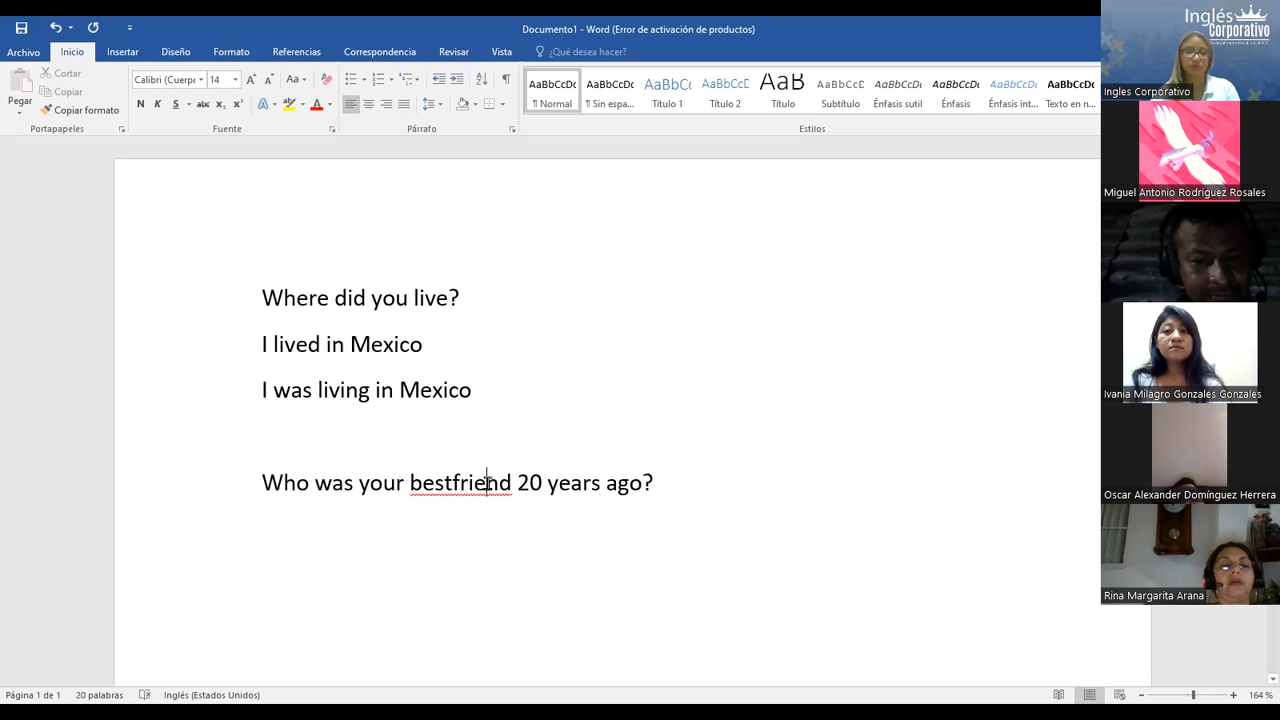 Documento1 - Word (Error de activación de productos)
Archivo Inicio Insertar Diseño Formato Referencias Correspondencia Revisar Vista ¿Qué desea hacer?
Pegar
Cortar
Copiar
Copiar formato
Portapapeles
Calibri (Cuerpo 14
Fuente
Párrafo
AaBbCcDc AaBbCcDc AaBbCc AaBbCcD AaB AaBbCcD AaBbCcDc AaBbCcDc AaBbCcDc AaBbCcDc
¶ Normal ¶ Sin espa... Título 1 Título 2 Título Subtítulo Énfasis sutil Énfasis Énfasis int... Texto en n...
Estilos
Where did you live?
I lived in Mexico
I was living in Mexico
Who was your bestfriend 20 years ago?
Página 1 de 1 20 palabras Inglés (Estados Unidos) 164 %
Inglés
Corporativo
Ingles Corporativo
Miguel Antonio Rodriguez Rosales
Ivania Milagro Gonzales Gonzales
Oscar Alexander Domínguez Herrera
Rina Margarita Arana